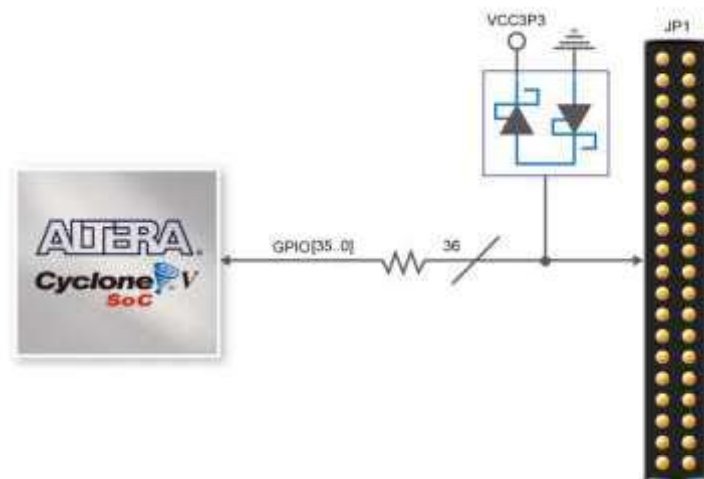 VCC3P3
JP1
ALTERA®
Cyclone® V
SoC
GPIO[35..0]
36